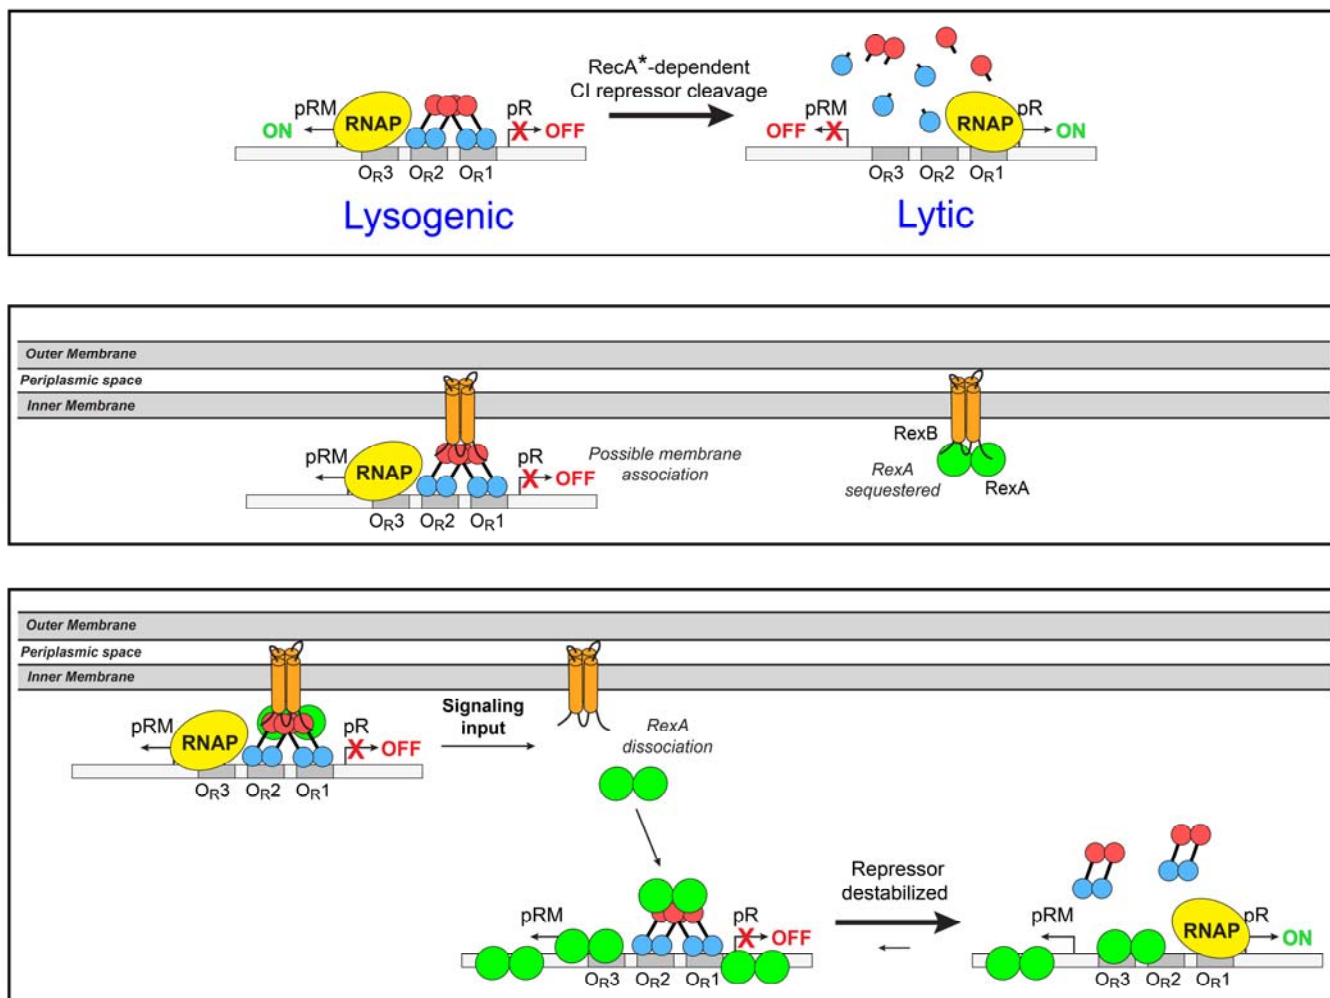 RecA*-dependent
CI repressor cleavage
pRM
RNAP
pR
ON
X
OFF
OR3
OR2
OR1
Lysogenic
pRM
pR
OFF
X
RNAP
ON
OR3
OR2
OR1
Lytic
Outer Membrane
Periplasmic space
Inner Membrane
pRM
RNAP
pR
X
OFF
OR3
OR2
OR1
Possible membrane
association
RexB
RexA
sequestered
RexA
Outer Membrane
Periplasmic space
Inner Membrane
pRM
RNAP
pR
X
OFF
OR3
OR2
OR1
Signaling
input
RexA
dissociation
pRM
pR
X
OFF
OR3
OR2
OR1
Repressor
destabilized
pRM
RNAP
pR
ON
OR3
OR2
OR1